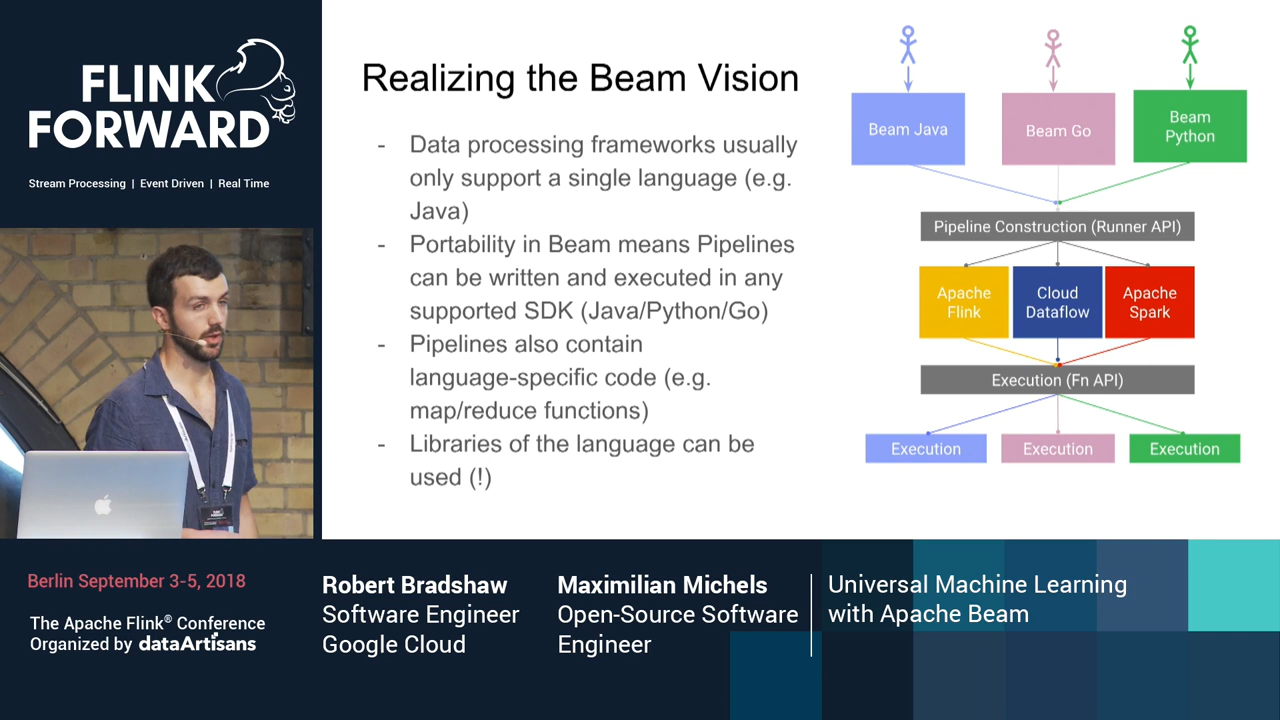 FLINK
FORWARD
Stream Processing | Event Driven | Real Time
Realizing the Beam Vision
- Data processing frameworks usually
only support a single language (e.g.
Java)
- Portability in Beam means Pipelines
can be written and executed in any
supported SDK (Java/Python/Go)
- Pipelines also contain
language-specific code (e.g.
map/reduce functions)
- Libraries of the language can be
used (!)
Beam Java
Beam Go
Beam
Python
Pipeline Construction (Runner API)
Apache
Flink
Cloud
Dataflow
Apache
Spark
Execution (Fn API)
Execution
Execution
Execution
FLINK
FORWARD
Berlin September 3-5, 2018
The Apache Flink® Conference
Organized by dataArtisans
Robert Bradshaw
Software Engineer
Google Cloud
Maximilian Michels
Open-Source Software
Engineer
Universal Machine Learning
with Apache Beam